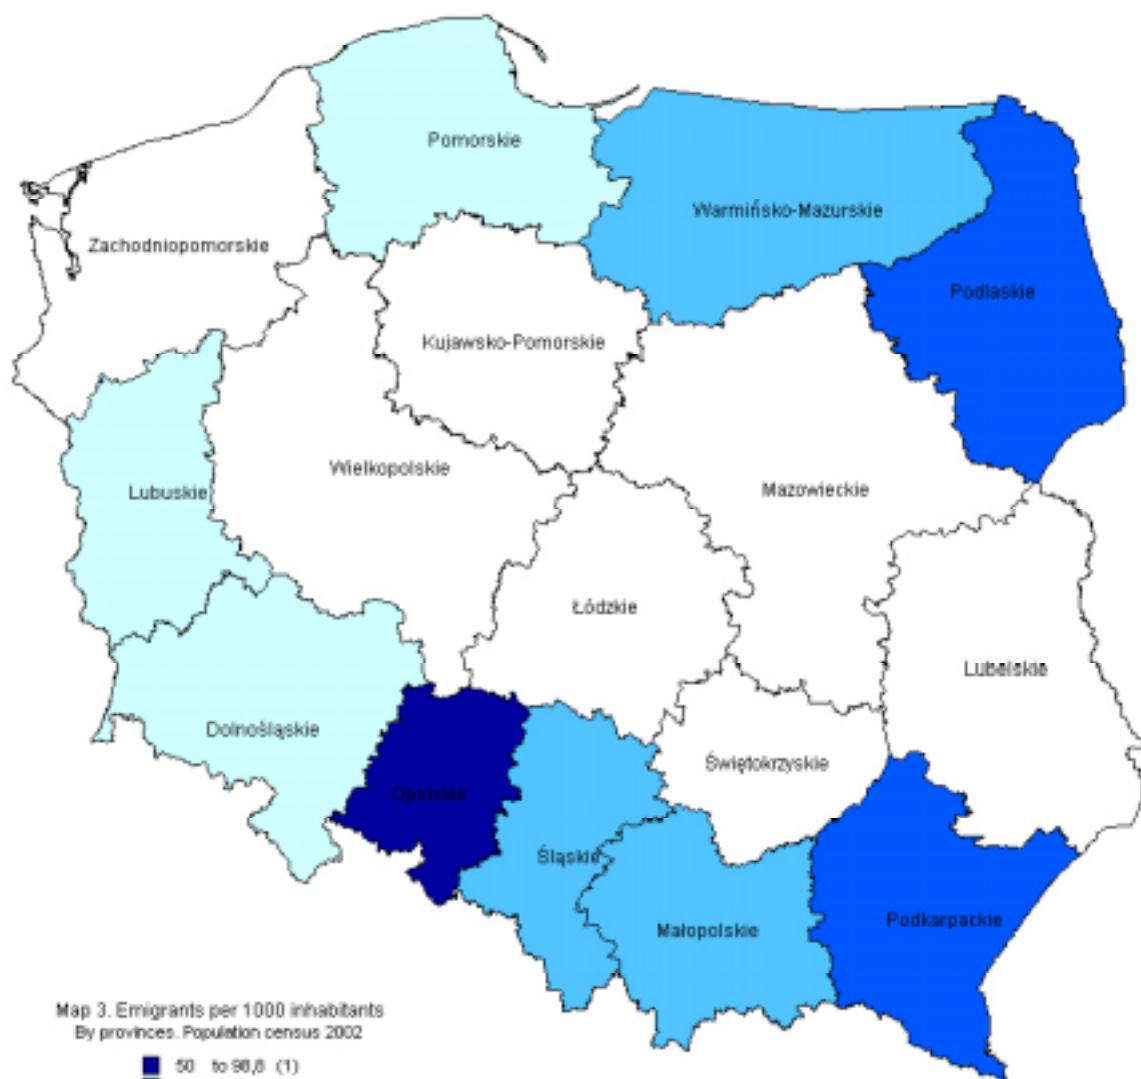 Pomorskie
Warmińsko-Mazurskie
Zachodniopomorskie
Podlaskie
Kujawsko-Pomorskie
Wielkopolskie
Mazowieckie
Lubuskie
Łódzkie
Lubelskie
Dolnośląskie
Świętokrzyskie
Opolskie
Śląskie
Podkarpackie
Małopolskie
Map 3. Emigrants per 1000 inhabitants
By provinces. Population census 2002
50 to 98,8 (1)